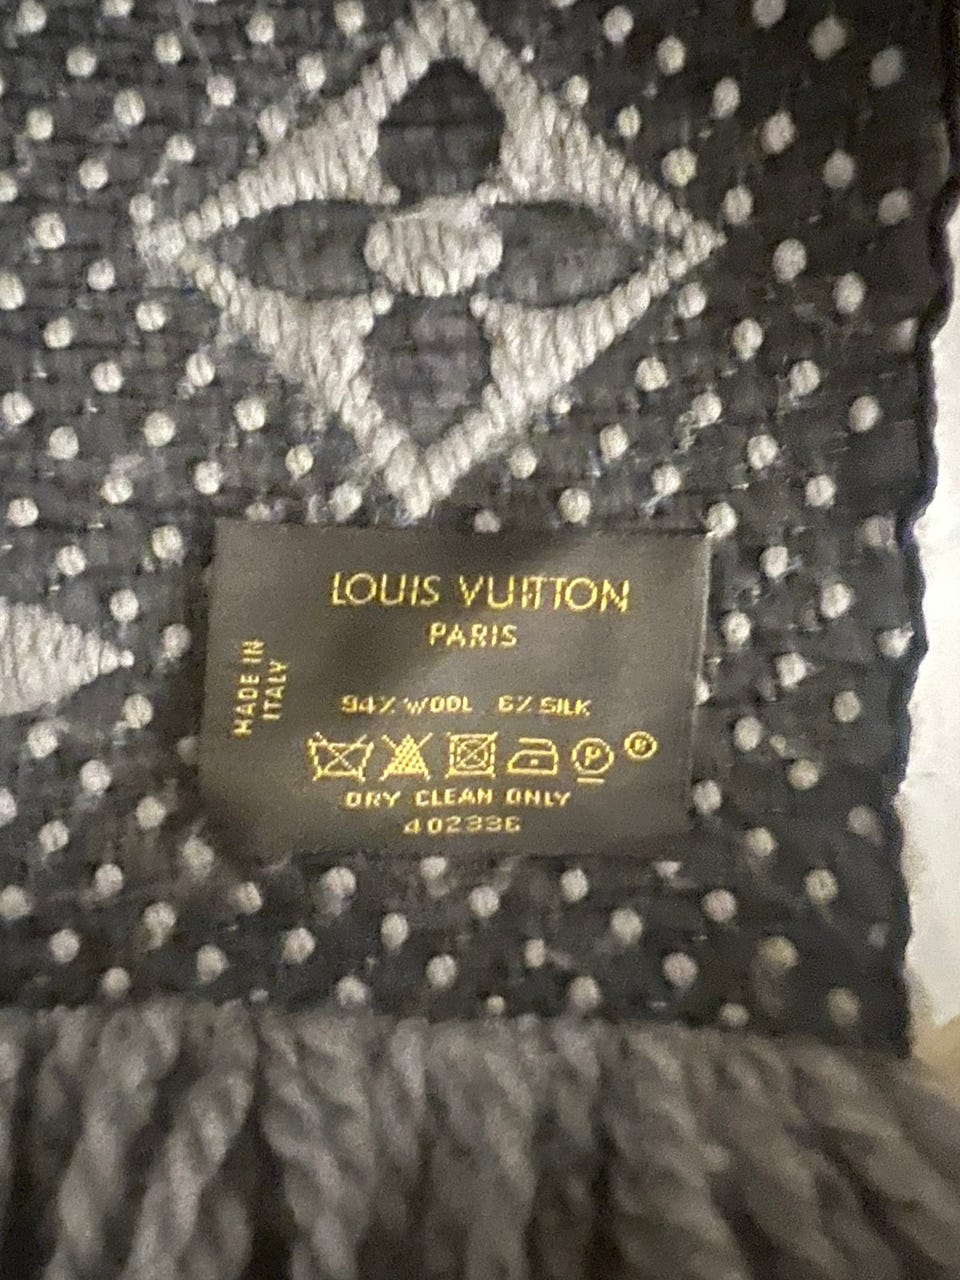 LOUIS VUITTON
PARIS
MADE IN
ITALY
94% WOOL 6% SILK
P
DRY CLEAN ONLY
402336